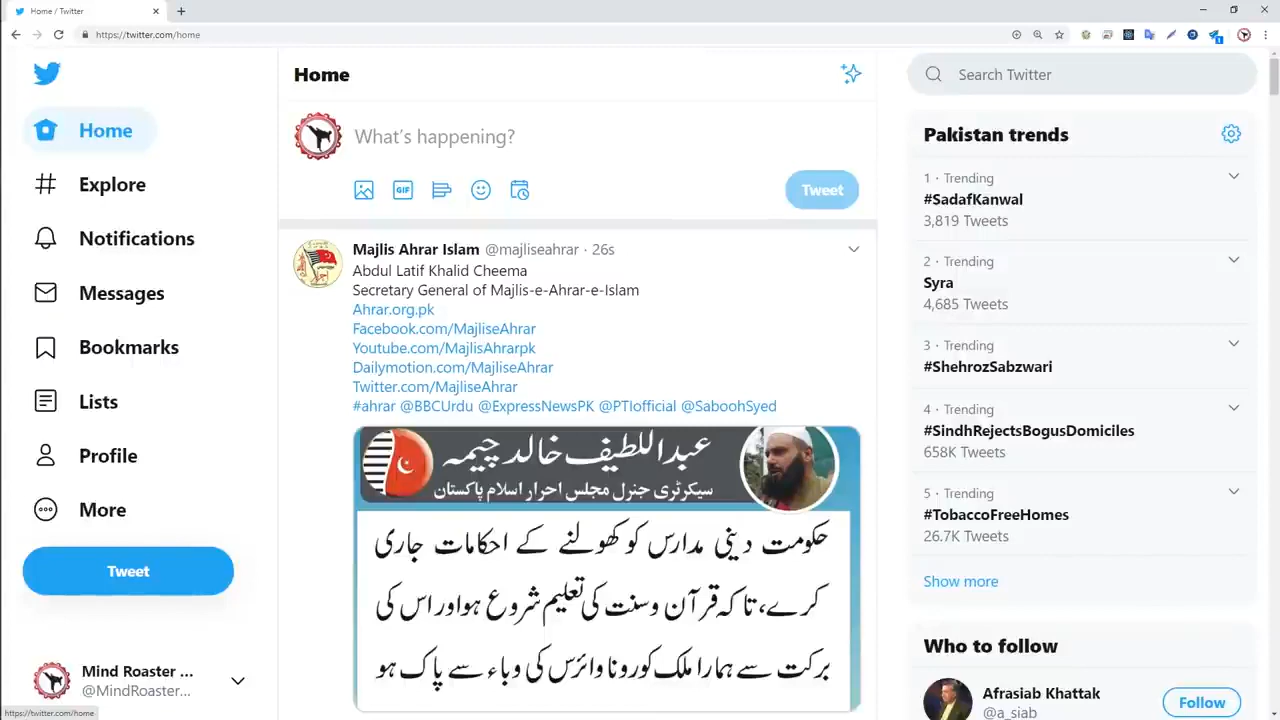 Home / Twitter
https://twitter.com/home
Home
Explore
Notifications
Messages
Bookmarks
Lists
Profile
More
Tweet
Mind Roaster ...
@MindRoaster...
https://twitter.com/home
Home
What's happening?
GIF
Tweet
Majlis Ahrar Islam @majliseahrar · 26s
Abdul Latif Khalid Cheema
Secretary General of Majlis-e-Ahrar-e-Islam
Ahrar.org.pk
Facebook.com/MajliseAhrar
Youtube.com/MajlisAhrarpk
Dailymotion.com/MajliseAhrar
Twitter.com/MajliseAhrar
#ahrar @BBCUrdu @ExpressNewsPK @PTIofficial @SaboohSyed
عبداللطیف خالد چیمہ
سیکرٹری جنرل مجلس احرار اسلام پاکستان
حکومت دینی مدارس کو کھولنے کے احکامات جاری
کرے، تاکہ قرآن وسنت کی تعلیم شروع ہو اور اس کی
برکت سے ہمارا ملک کورونا وائرس کی وباء سے پاک ہو
Search Twitter
Pakistan trends
1 · Trending
#SadafKanwal
3,819 Tweets
2 · Trending
Syra
4,685 Tweets
3 · Trending
#ShehrozSabzwari
4 · Trending
#SindhRejectsBogusDomiciles
658K Tweets
5 · Trending
#TobaccoFreeHomes
26.7K Tweets
Show more
Who to follow
Afrasiab Khattak
@a_siab
Follow